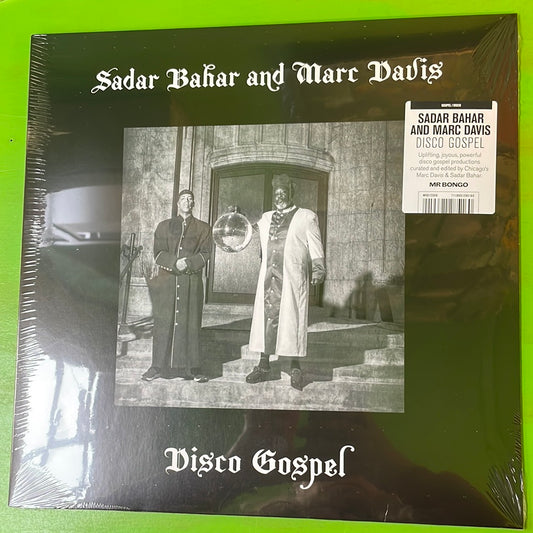 Sadar Bahar and Marc Davis
SADAR BAHAR
AND MARC DAVIS
DISCO GOSPEL
Uplifting, joyous, powerful
disco gospel productions
curated and edited by Chicago's
Marc Davis & Sadar Bahar.
MR BONGO
Disco Gospel